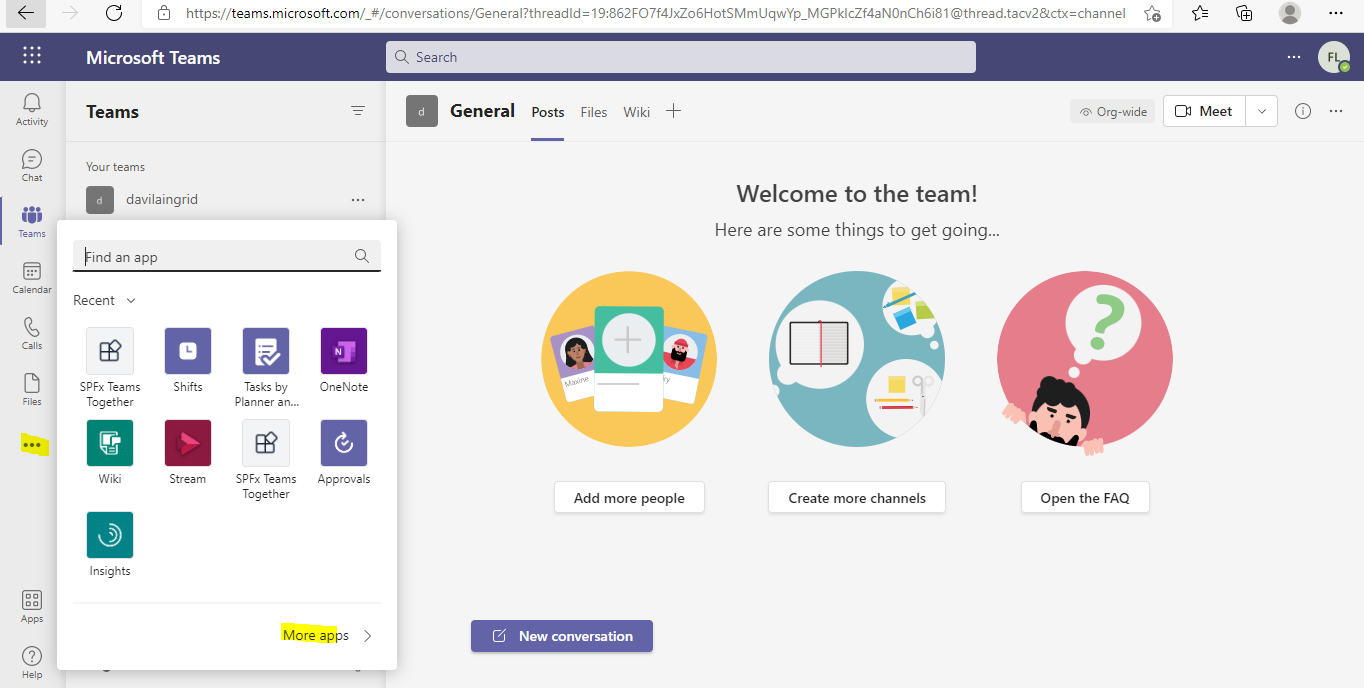 https://teams.microsoft.com/_#/conversations/General?threadId=19:862FO7f4JxZo6HotSMmUqwYp_MGPklcZf4aN0nCh6i81@thread.tacv2&ctx=channel
Microsoft Teams
Search
FL
Activity
Chat
Teams
Calendar
Calls
Files
Apps
Help
Teams
Your teams
d
davilaingrid
Find an app
Recent
SPFx Teams Together
Shifts
Tasks by Planner an...
N
OneNote
Wiki
Stream
SPFx Teams Together
Approvals
Insights
More apps
d
General
Posts
Files
Wiki
Org-wide
Meet
Welcome to the team!
Here are some things to get going...
Maxine
ky
?
Add more people
Create more channels
Open the FAQ
New conversation